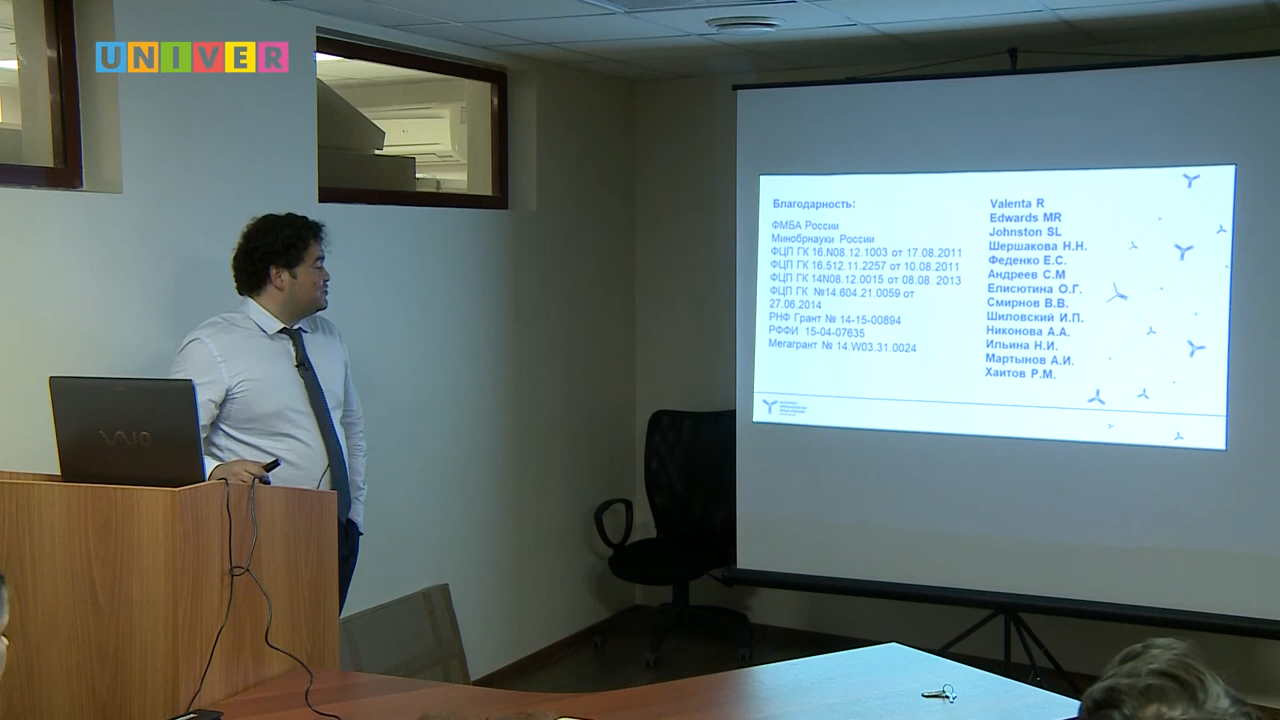 UNIVER
VAIO
Благодарность:
ФМБА России
Минобрнауки России
ФЦП ГК 16.N08.12.1003 от 17.08.2011
ФЦП ГК 16.512.11.2257 от 10.08.2011
ФЦП ГК 14N08.12.0015 от 08.08. 2013
ФЦП ГК №14.604.21.0059 от
27.06.2014
РНФ Грант № 14-15-00894
РФФИ 15-04-07635
Мегагрант № 14.W03.31.0024
Valenta R
Edwards MR
Johnston SL
Шершакова Н.Н.
Феденко Е.С.
Андреев С.М
Елисютина О.Г.
Смирнов В.В.
Шиловский И.П.
Никонова А.А.
Ильина Н.И.
Мартынов А.И.
Хаитов Р.М.